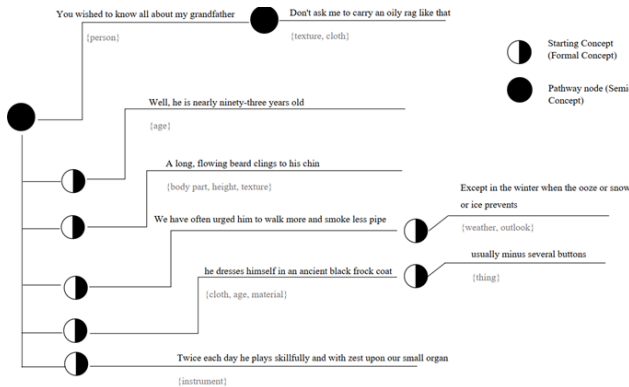 You wished to know all about my grandfather
{person}
Don't ask me to carry an oily rag like that
{texture, cloth}
Starting Concept
(Formal Concept)
Pathway node (Semi
Concept)
Well, he is nearly ninety-three years old
{age}
A long, flowing beard clings to his chin
{body part, height, texture}
Except in the winter when the ooze or snow
or ice prevents
{weather, outlook}
We have often urged him to walk more and smoke less pipe
he dresses himself in an ancient black frock coat
{cloth, age, material}
usually minus several buttons
{thing}
Twice each day he plays skillfully and with zest upon our small organ
{instrument}